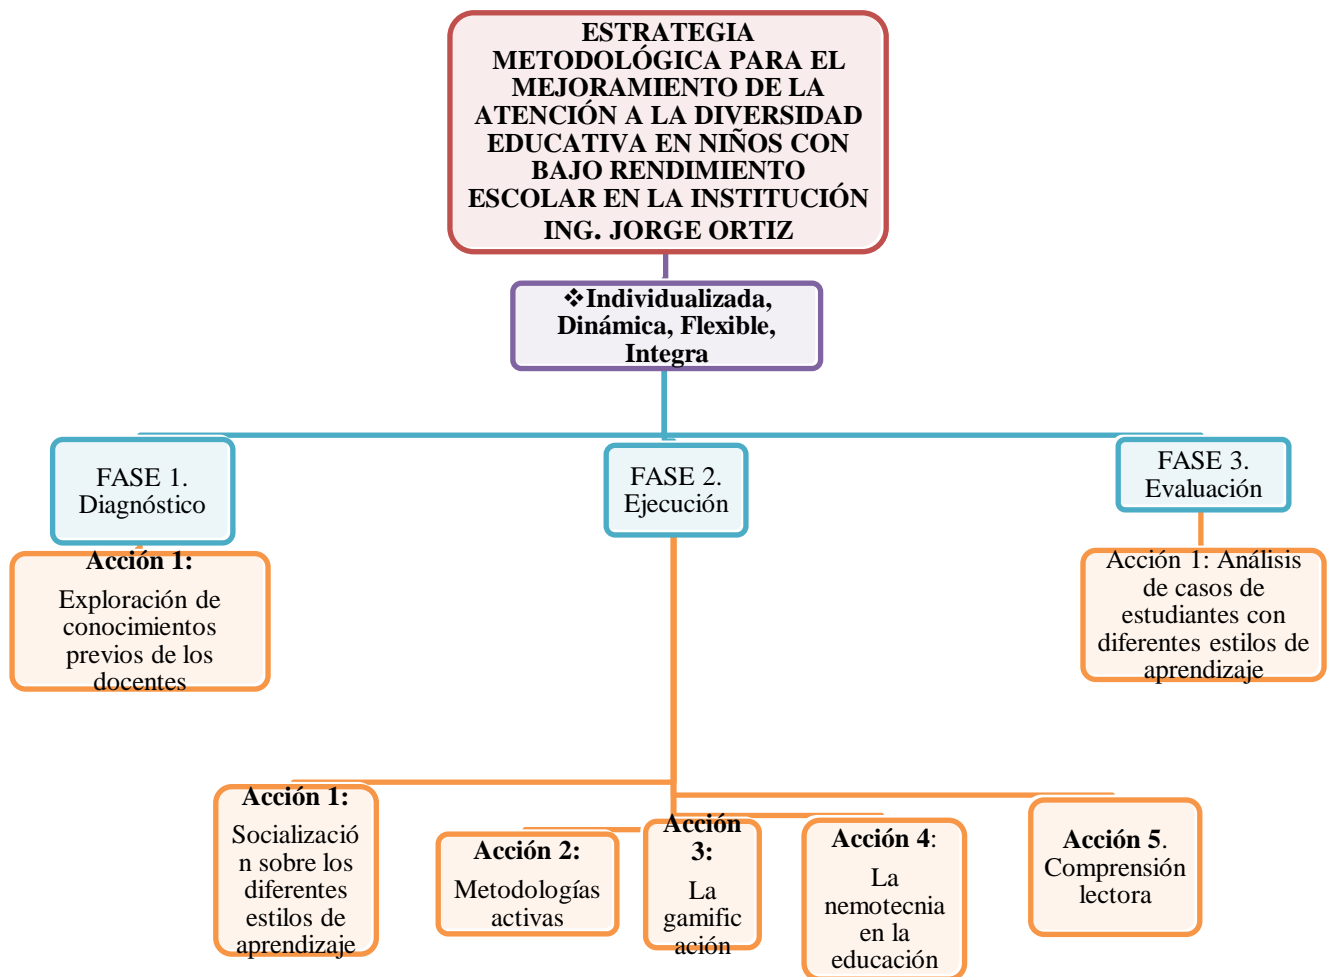 ESTRATEGIA
METODOLÓGICA PARA EL
MEJORAMIENTO DE LA
ATENCIÓN A LA DIVERSIDAD
EDUCATIVA EN NIÑOS CON
BAJO RENDIMIENTO
ESCOLAR EN LA INSTITUCIÓN
ING. JORGE ORTIZ
❖Individualizada,
Dinámica, Flexible,
Integra
FASE 1.
Diagnóstico
Acción 1:
Exploración de
conocimientos
previos de los
docentes
FASE 2.
Ejecución
FASE 3.
Evaluación
Acción 1: Análisis
de casos de
estudiantes con
diferentes estilos de
aprendizaje
Acción 1:
Socializació
n sobre los
diferentes
estilos de
aprendizaje
Acción 2:
Metodologías
activas
Acción
3:
La
gamific
ación
Acción 4:
La
nemotecnia
en la
educación
Acción 5.
Comprensión
lectora